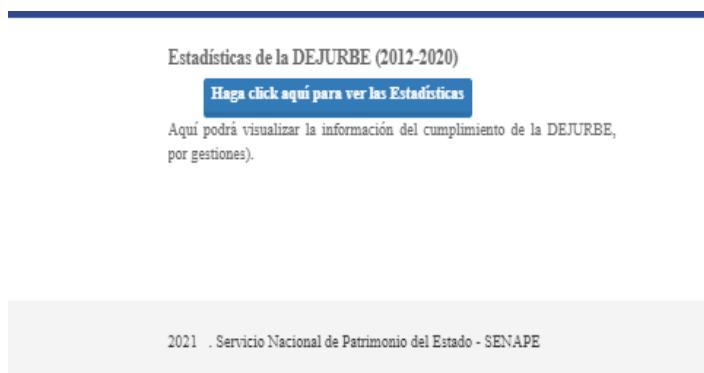 Estadísticas de la DEJURBE (2012-2020)
Haga click aquí para ver las Estadísticas
Aquí podrá visualizar la información del cumplimiento de la DEJURBE,
por gestiones).
2021 . Servicio Nacional de Patrimonio del Estado - SENAPE